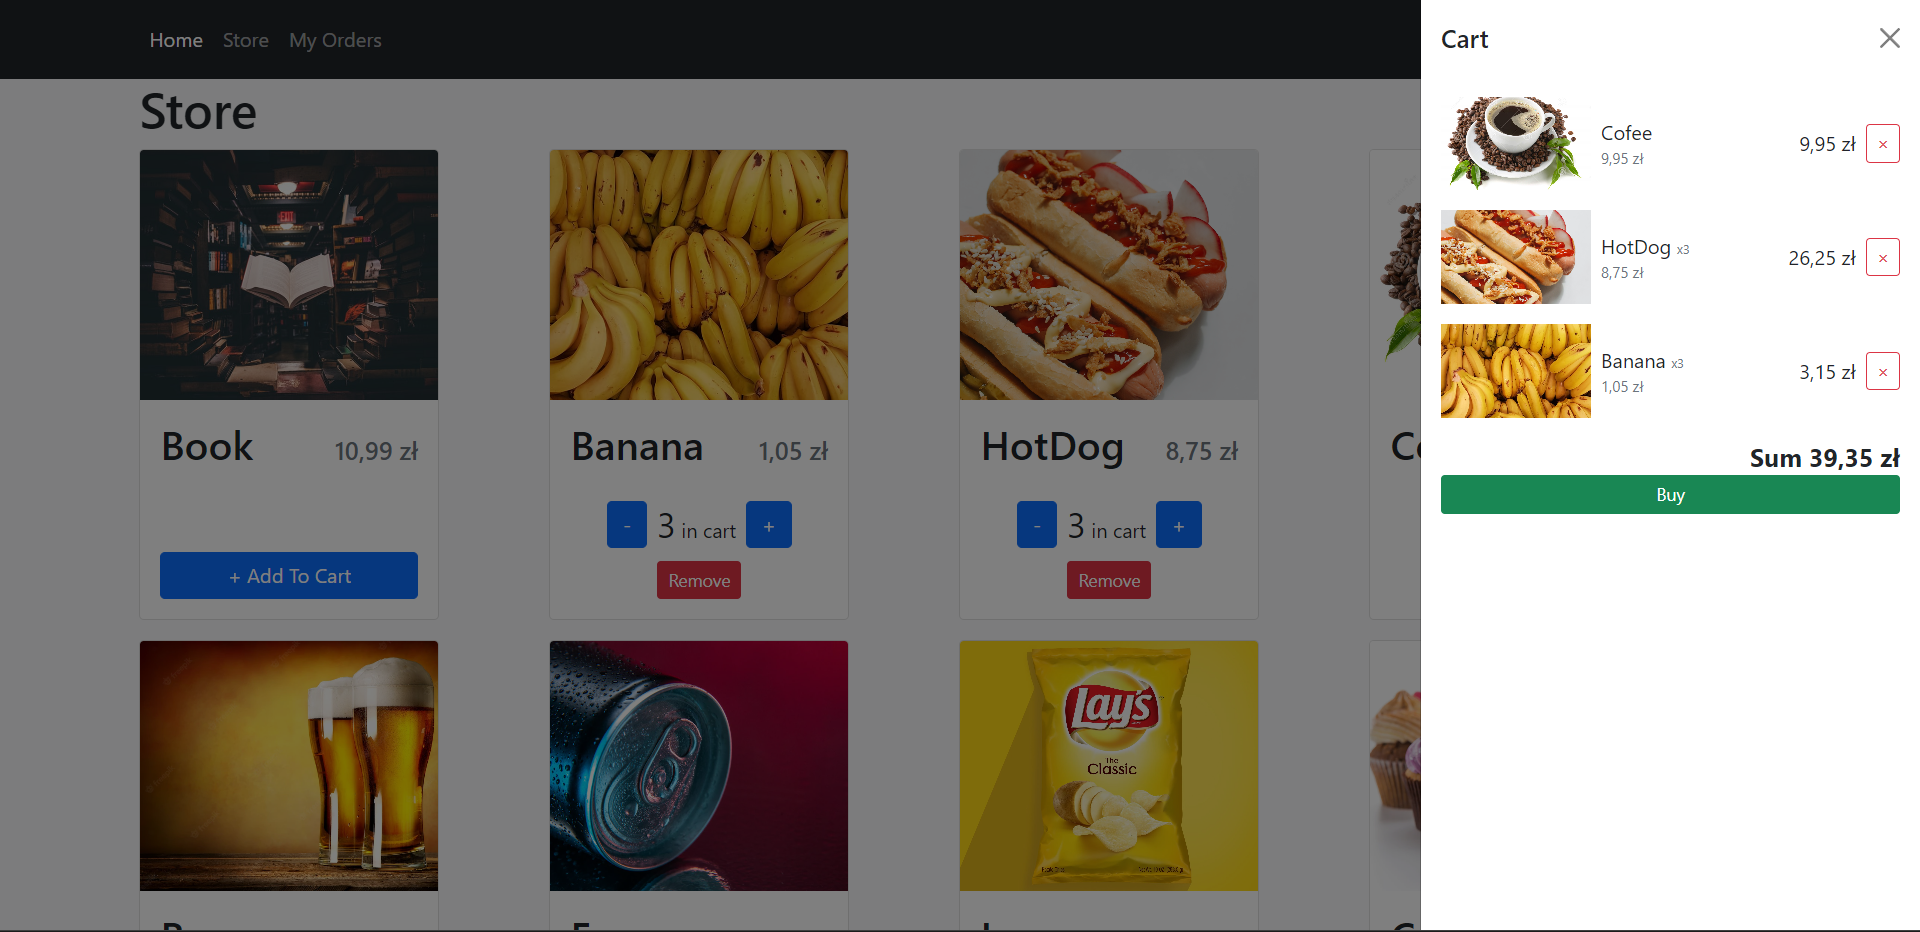 Home Store My Orders
Store
EXIT
Book 10,99 zł
+ Add To Cart
Banana 1,05 zł
- 3 in cart +
Remove
HotDog 8,75 zł
- 3 in cart +
Remove
Lay's
The
Classic
Cart
Cofee
9,95 zł
9,95 zł ×
HotDog x3
8,75 zł
26,25 zł ×
Banana x3
1,05 zł
3,15 zł ×
Sum 39,35 zł
Buy